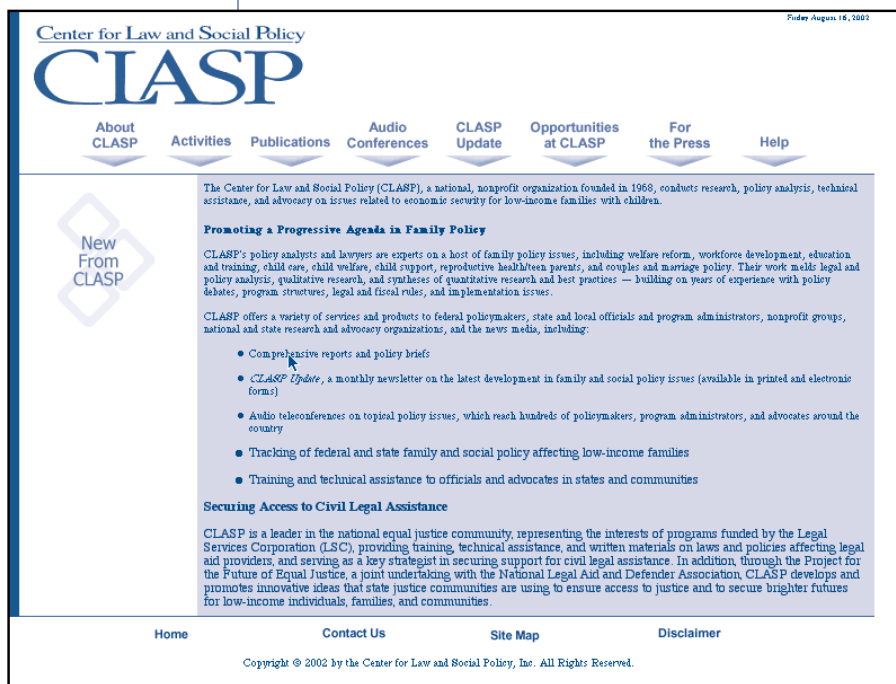 Friday August 16, 2002
Center for Law and Social Policy
CLASP
About CLASP
Activities
Publications
Audio Conferences
CLASP Update
Opportunities at CLASP
For the Press
Help
New
From
CLASP
The Center for Law and Social Policy (CLASP), a national, nonprofit organization founded in 1968, conducts research, policy analysis, technical
assistance, and advocacy on issues related to economic security for low-income families with children.
Promoting a Progressive Agenda in Family Policy
CLASP's policy analysts and lawyers are experts on a host of family policy issues, including welfare reform, workforce development, education
and training, child care, child welfare, child support, reproductive health/teen parents, and couples and marriage policy. Their work melds legal and
policy analysis, qualitative research, and syntheses of quantitative research and best practices — building on years of experience with policy
debates, program structures, legal and fiscal rules, and implementation issues.
CLASP offers a variety of services and products to federal policymakers, state and local officials and program administrators, nonprofit groups,
national and state research and advocacy organizations, and the news media, including:
• Comprehensive reports and policy briefs
• CLASP Update, a monthly newsletter on the latest development in family and social policy issues (available in printed and electronic
forms)
• Audio teleconferences on topical policy issues, which reach hundreds of policymakers, program administrators, and advocates around the
country
• Tracking of federal and state family and social policy affecting low-income families
• Training and technical assistance to officials and advocates in states and communities
Securing Access to Civil Legal Assistance
CLASP is a leader in the national equal justice community, representing the interests of programs funded by the Legal
Services Corporation (LSC), providing training, technical assistance, and written materials on laws and policies affecting legal
aid providers, and serving as a key strategist in securing support for civil legal assistance. In addition, through the Project for
the Future of Equal Justice, a joint undertaking with the National Legal Aid and Defender Association, CLASP develops and
promotes innovative ideas that state justice communities are using to ensure access to justice and to secure brighter futures
for low-income individuals, families, and communities.
Home
Contact Us
Site Map
Disclaimer
Copyright © 2002 by the Center for Law and Social Policy, Inc. All Rights Reserved.